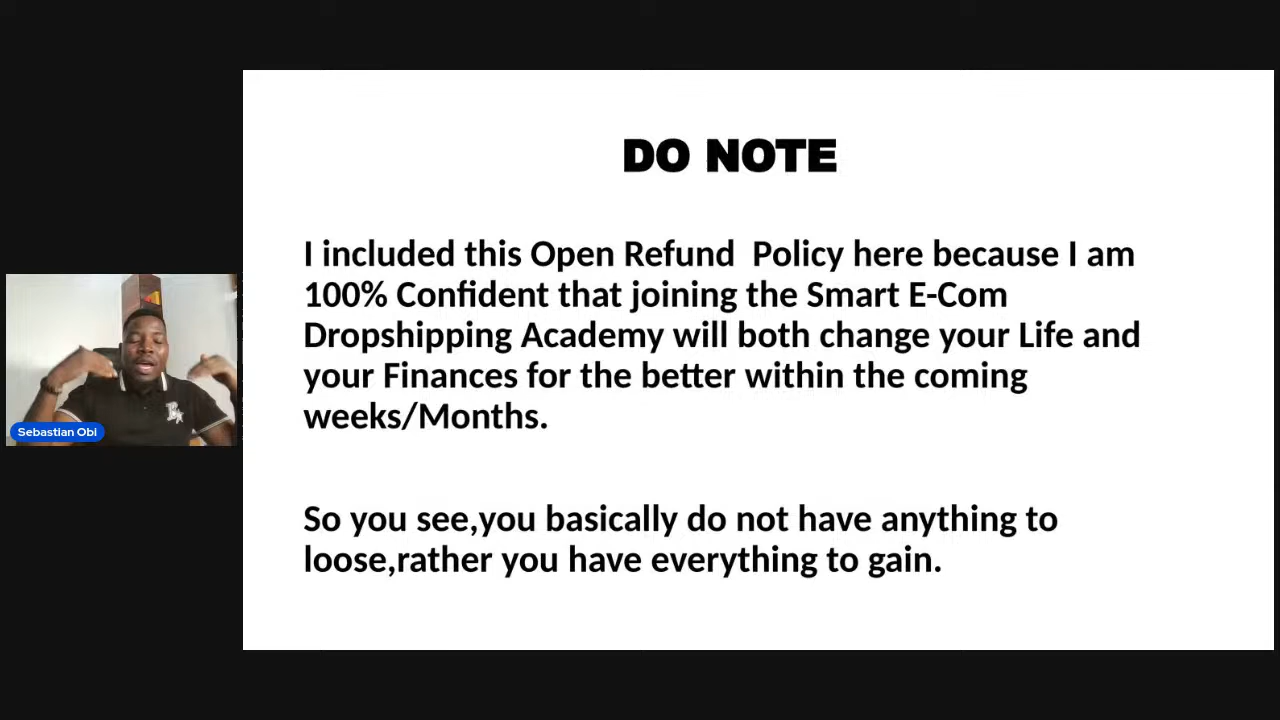 DO NOTE
I included this Open Refund  Policy here because I am
100% Confident that joining the Smart E-Com
Dropshipping Academy will both change your Life and
your Finances for the better within the coming
weeks/Months.
So you see,you basically do not have anything to
loose,rather you have everything to gain.
Sebastian Obi